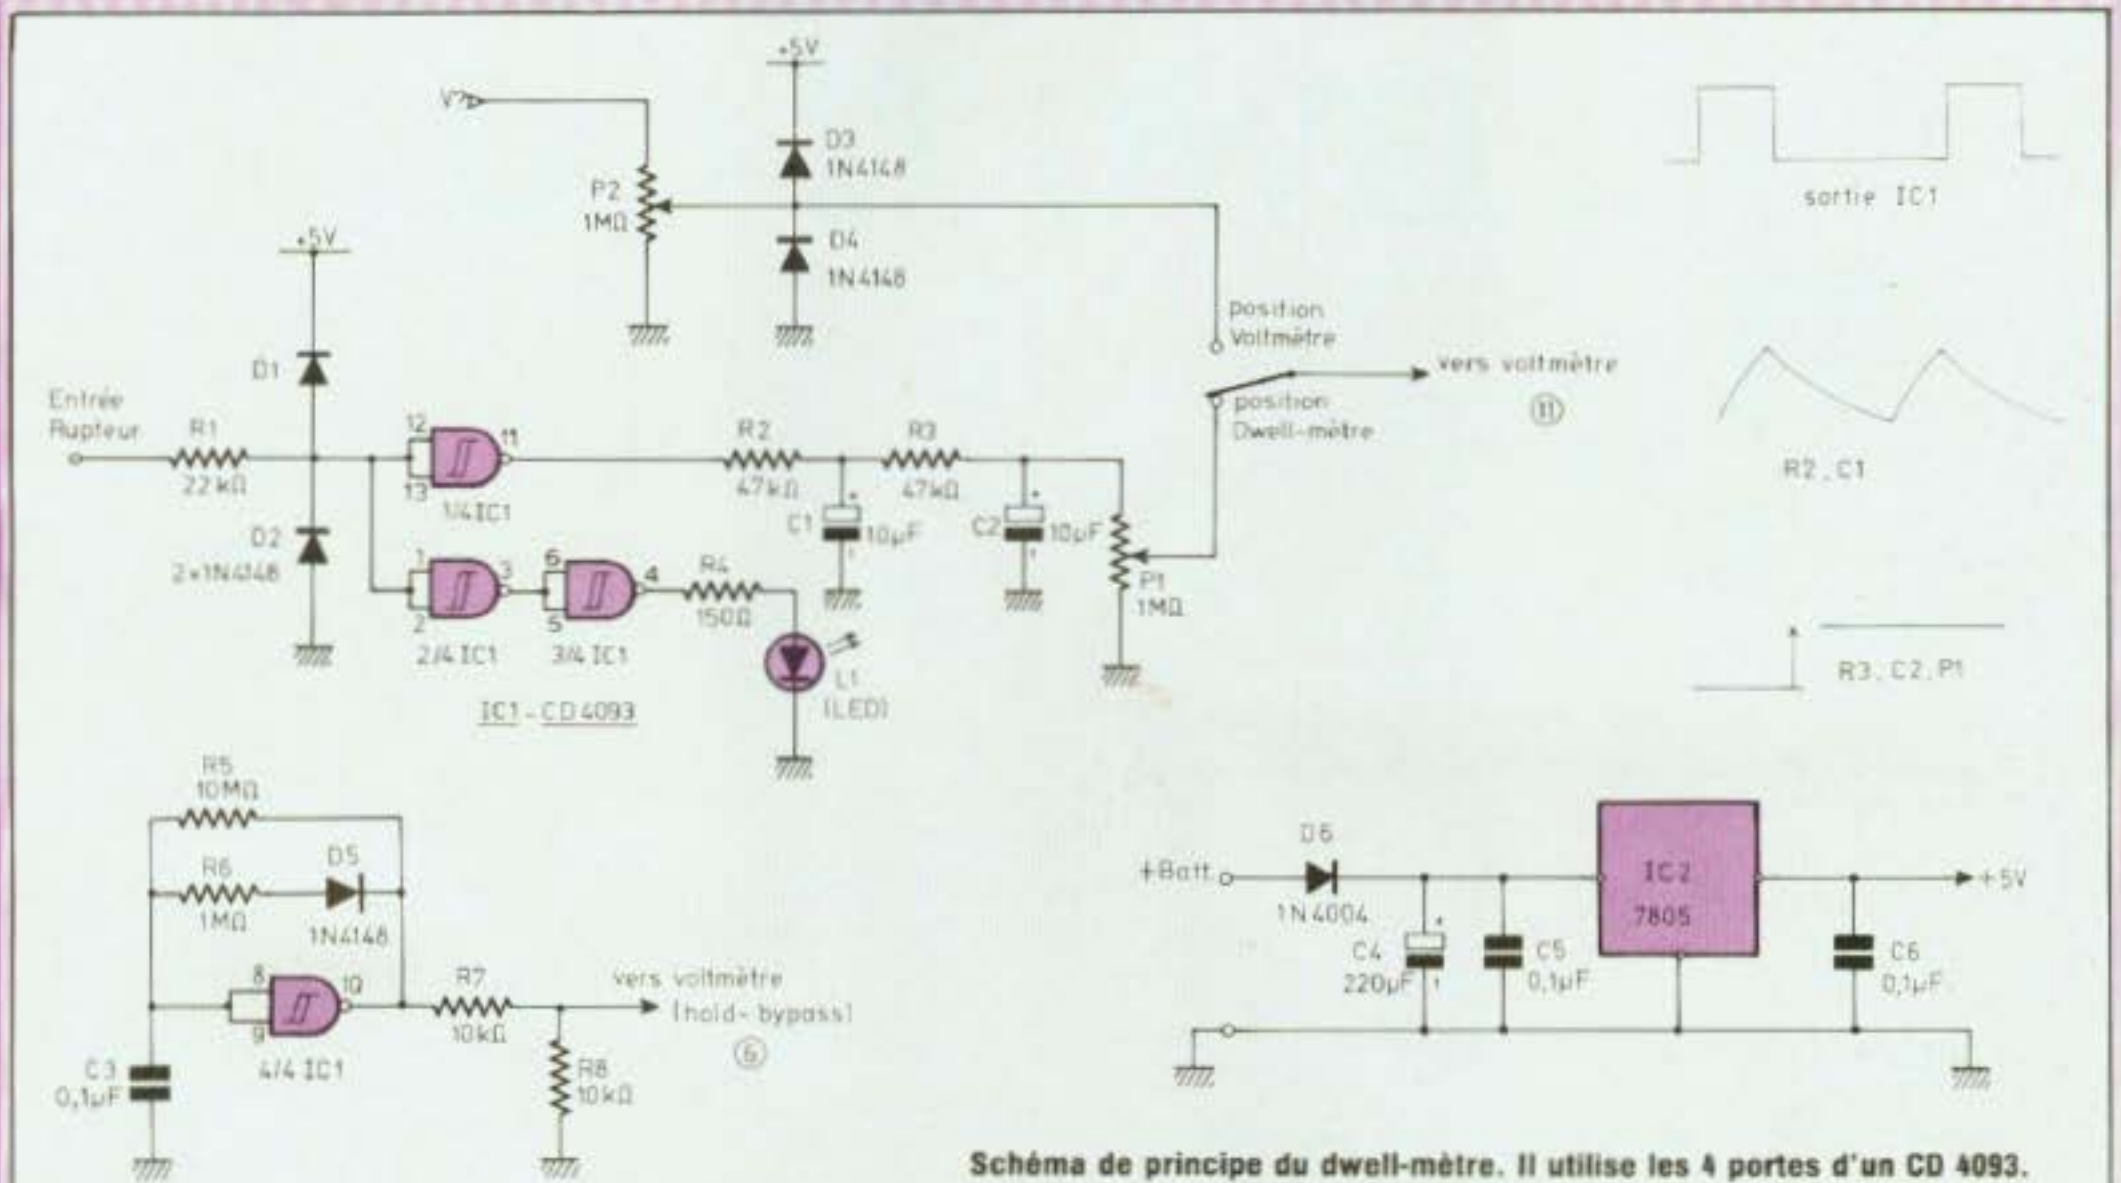 +5V
V
D3
1N4148
P2
1MΩ
D4
1N4148
sortie IC1
+5V
position
Voltmètre
vers voltmètre
11
position
Dwell-mètre
Entrée
Rupteur
R1
22kΩ
D1
D2
2x1N4148
12
13
11
1/4 IC1
R2
47kΩ
R3
47kΩ
C1
+
10µF
C2
+
10µF
P1
1MΩ
R2, C1
1
2
3
2/4 IC1
6
5
4
3/4 IC1
R4
150Ω
L1
(LED)
IC1 - CD4093
R3, C2, P1
R5
10MΩ
R6
1MΩ
D5
1N4148
8
9
10
4/4 IC1
C3
0,1µF
R7
10kΩ
R8
10kΩ
vers voltmètre
(hold-bypass)
6
+Batt.
D6
1N4004
C4
220µF
+
C5
0,1µF
IC2
7805
C6
0,1µF
+5V
Schéma de principe du dwell-mètre. Il utilise les 4 portes d'un CD 4093.